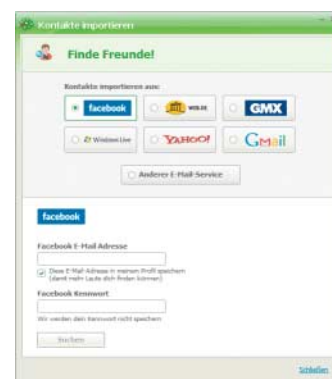 Kontakte importieren
Finde Freunde!
Kontakte importieren aus:
facebook WEB.DE GMX
Windows Live YAHOO! Gmail
Anderer E-Mail-Service
facebook
Facebook E-Mail Adresse
Diese E-Mail Adresse in meinem Profil speichern
(damit mehr Leute dich finden können)
Facebook Kennwort
Wir werden dein Kennwort nicht speichern
Suchen
Schließen